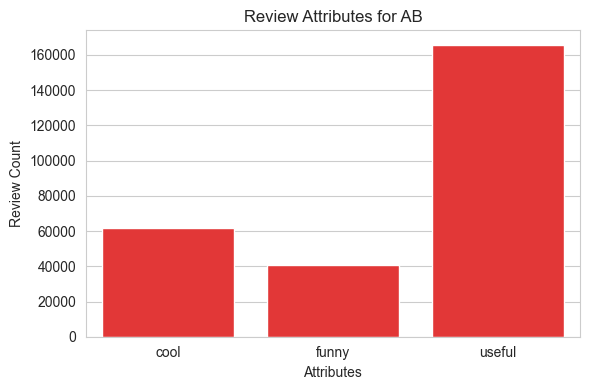 Review Attributes for AB
160000
140000
120000
100000
80000
60000
40000
20000
0
Review Count
cool funny useful
Attributes